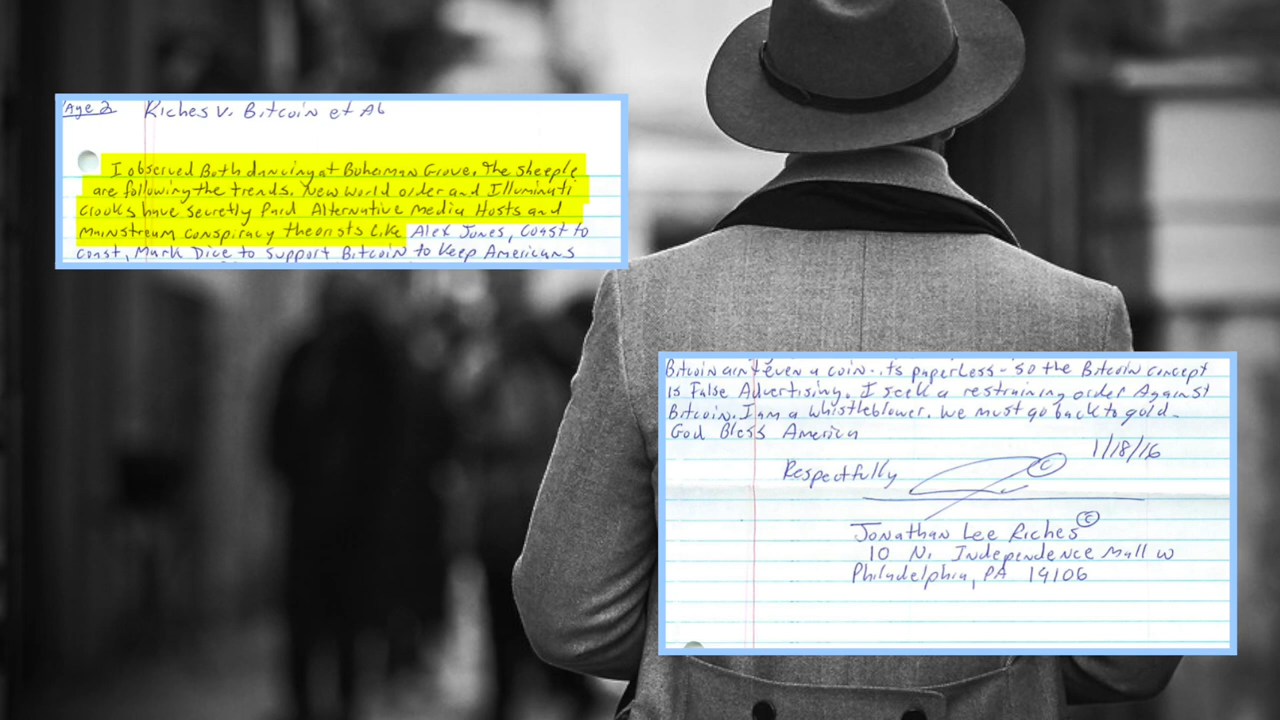 Page 2
Riches v. Bitcoin et Al
I observed Both dancing at Bohemian Grove. The sheeple
are following the trends. New world order and Illuminati
crooks have secretly Paid Alternative Media Hosts and
mainstream conspiracy theorists like Alex Jones, Coast to
coast, Mark Dice to support Bitcoin to Keep Americans
Bitcoin ain't even a coin - its paperless - so the Bitcoin concept
is False Advertising. I seek a restraining order Against
Bitcoin. I am a whistleblower. we must go back to gold -
God Bless America
1/18/16
Respectfully ©
Jonathan Lee Riches ©
10 N. Independence Mall W
Philadelphia, PA 19106